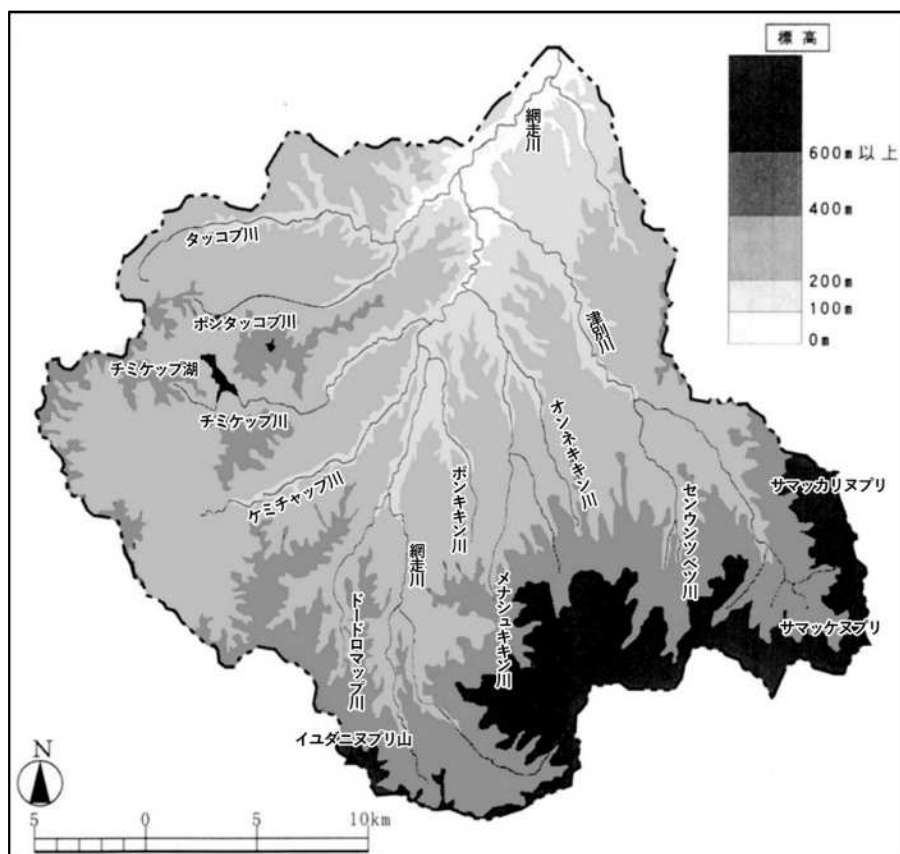 標高
600m以上
400m
200m
100m
0m
網走川
タッコブ川
ポンタッコブ川
チミケップ湖
チミケップ川
津別川
オンネキキン川
ケミチャップ川
ポンキキン川
センウンツベツ川
サマッカリヌプリ
網走川
メナシュキキン川
ドードロマップ川
サマッケヌプリ
イユダニヌプリ山
N
5 0 5 10km